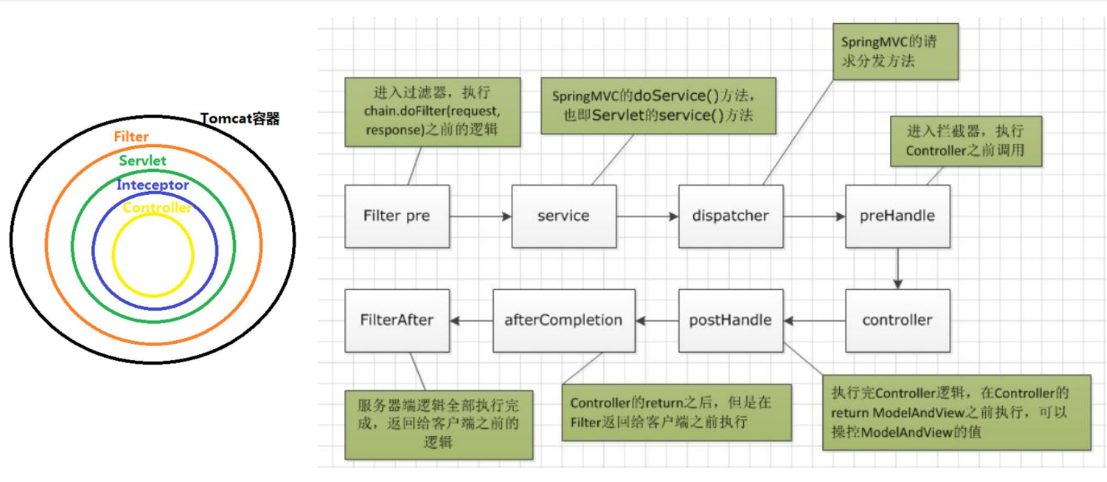 Tomcat容器
Filter
Servlet
Inteceptor
Controller
SpringMVC的请
求分发方法
进入过滤器，执行
chain.doFilter(request,
response)之前的逻辑
SpringMVC的doService()方法，
也即Servlet的service()方法
进入拦截器，执行
Controller之前调用
Filter pre
service
dispatcher
preHandle
FilterAfter
afterCompletion
postHandle
controller
服务器端逻辑全部执行完
成，返回给客户端之前的
逻辑
Controller的return之后，但是在
Filter返回给客户端之前执行
执行完Controller逻辑，在Controller的
return ModelAndView之前执行，可以
操控ModelAndView的值